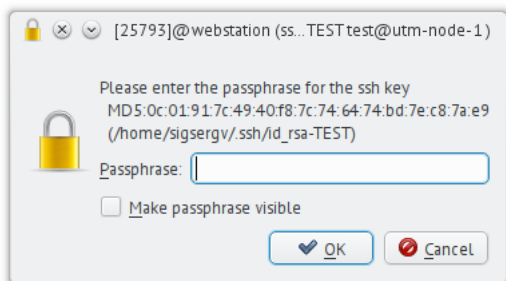 [25793]@webstation (ss...TEST test@utm-node-1)
Please enter the passphrase for the ssh key
MD5:0c:01:91:7c:49:40:f8:7c:74:64:74:bd:7e:c8:7a:e9
(/home/sigsergv/.ssh/id_rsa-TEST)
Passphrase:
Make passphrase visible
OK Cancel